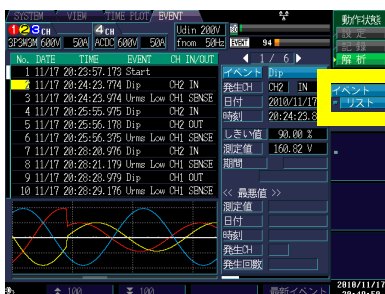 SYSTEM VIEW TIME PLOT EVENT
動作状態
1 2 3 CH 4 CH Udin 200V
設定
3P3W3M 600V 50A ACDC 600V 50A fnom 50Hz EVENT 94
記録
解析
No. DATE TIME EVENT CH IN/OUT
1 / 6
1 11/17 20:23:57.173 Start
イベント Dip
2 11/17 20:24:23.774 Dip CH2 IN
発生CH CH2 IN
イベント
3 11/17 20:24:23.974 Urms Low CH1 SENSE
日付 2010/11/17
リスト
4 11/17 20:25:55.975 Dip CH2 IN
時刻 20:24:23.8
5 11/17 20:25:56.176 Dip CH2 OUT
しきい値 90.00 %
6 11/17 20:25:56.375 Urms Low CH1 SENSE
測定値 160.82 V
7 11/17 20:28:20.976 Dip CH2 IN
期間
8 11/17 20:28:21.179 Urms Low CH1 SENSE
9 11/17 20:28:28.979 Dip CH1 OUT
<< 最悪値 >>
10 11/17 20:28:29.176 Urms Low CH1 SENSE
測定値
日付
時刻
発生CH
発生回数
100 100 最新イベント
2010/11/17